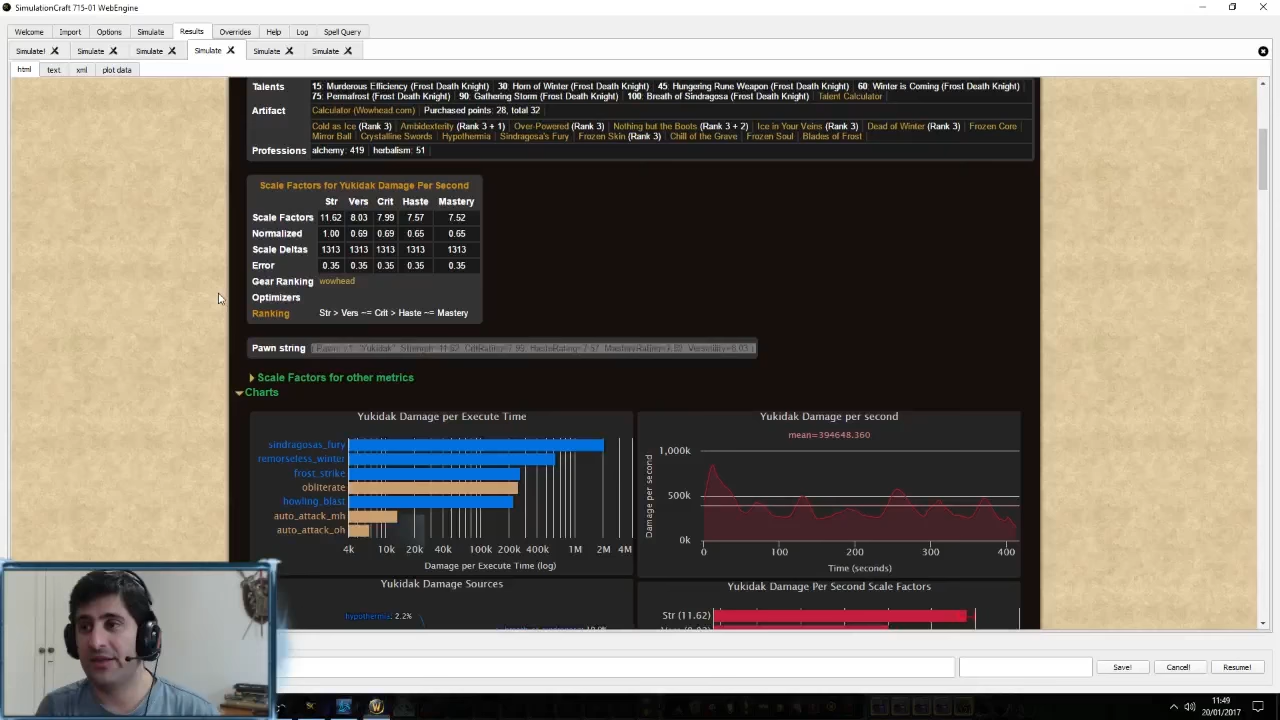 SimulationCraft 715-01 WebEngine
Welcome Import Options Simulate Results Overrides Help Log Spell Query
Simulate! Simulate Simulate Simulate Simulate Simulate
html text xml plot data
Talents 15: Murderous Efficiency (Frost Death Knight) | 30: Horn of Winter (Frost Death Knight) | 45: Hungering Rune Weapon (Frost Death Knight) | 60: Winter is Coming (Frost Death Knight) |
75: Permafrost (Frost Death Knight) | 90: Gathering Storm (Frost Death Knight) | 100: Breath of Sindragosa (Frost Death Knight) | Talent Calculator
Artifact Calculator (Wowhead.com) | Purchased points: 28, total 32
Cold as Ice (Rank 3) | Ambidexterity (Rank 3 + 1) | Over-Powered (Rank 3) | Nothing but the Boots (Rank 3 + 2) | Ice in Your Veins (Rank 3) | Dead of Winter (Rank 3) | Frozen Core
Mirror Ball | Crystalline Swords | Hypothermia | Sindragosa's Fury | Frozen Skin (Rank 3) | Chill of the Grave | Frozen Soul | Blades of Frost
Professions alchemy: 419 | herbalism: 51 |
Scale Factors for Yukidak Damage Per Second
Str Vers Crit Haste Mastery
Scale Factors 11.62 8.03 7.99 7.57 7.52
Normalized 1.00 0.69 0.69 0.65 0.65
Scale Deltas 1313 1313 1313 1313 1313
Error 0.35 0.35 0.35 0.35 0.35
Gear Ranking wowhead
Optimizers
Ranking Str > Vers ~= Crit > Haste ~= Mastery
Pawn string
Scale Factors for other metrics
Charts
Yukidak Damage per Execute Time
sindragosas_fury
remorseless_winter
frost_strike
obliterate
howling_blast
auto_attack_mh
auto_attack_oh
4k 10k 20k 40k 100k 200k 400k 1M 2M 4M
Damage per Execute Time (log)
Yukidak Damage per second
mean=394648.360
1,000k
500k
0k
Damage per second
0 100 200 300 400
Time (seconds)
Yukidak Damage Sources
hypothermia: 2.2%
Yukidak Damage Per Second Scale Factors
Str (11.62)
Save! Cancel! Resume!
11:49
20/01/2017